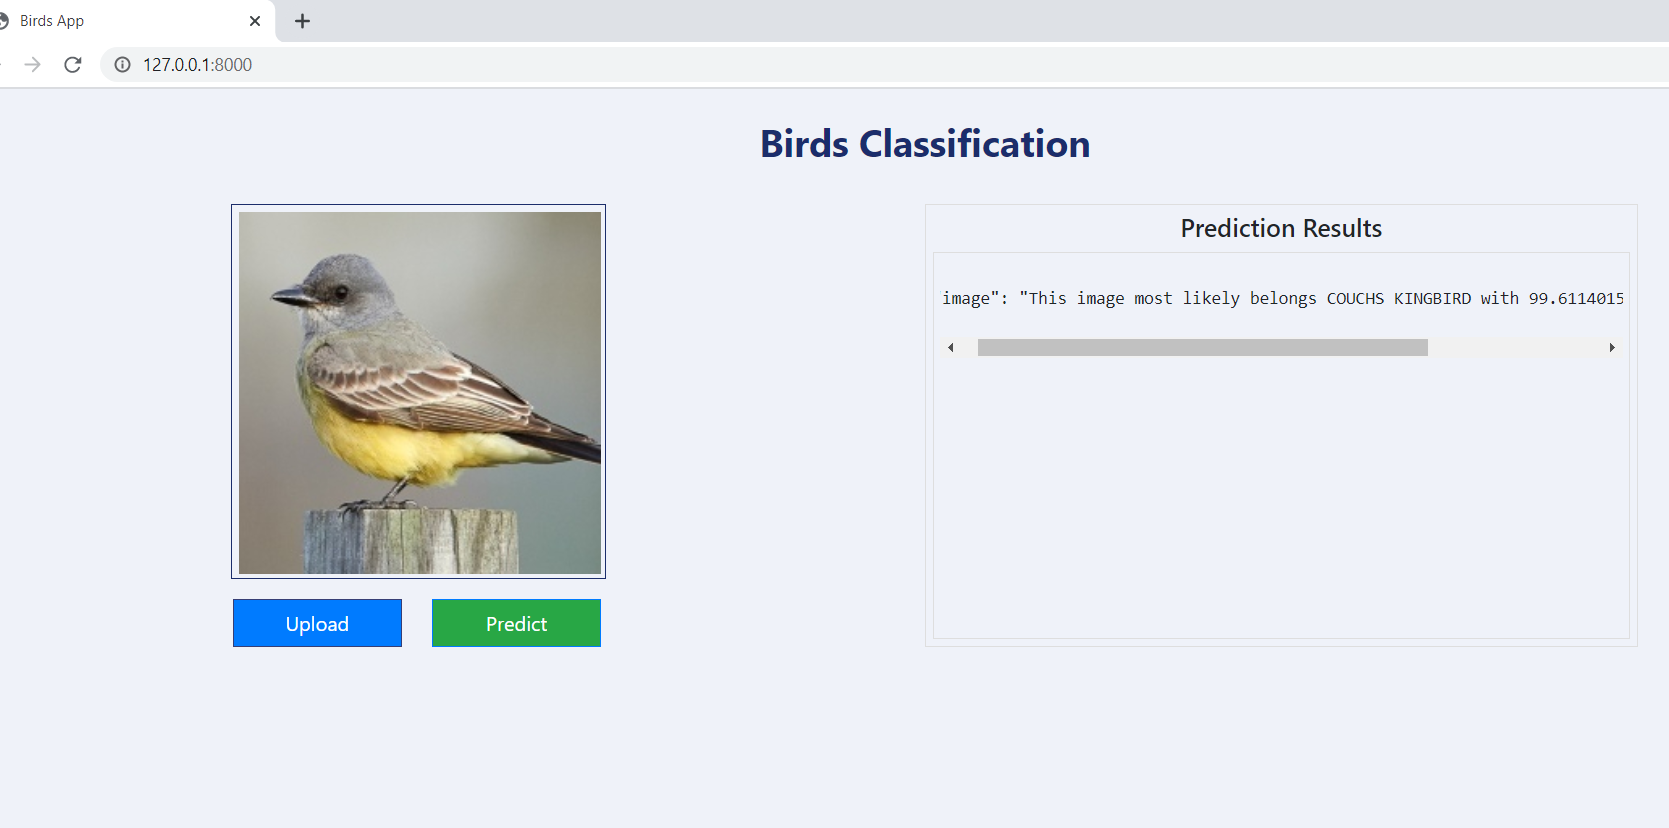 Birds App
127.0.0.1:8000
Birds Classification
Upload
Predict
Prediction Results
image": "This image most likely belongs COUCHS KINGBIRD with 99.6114015